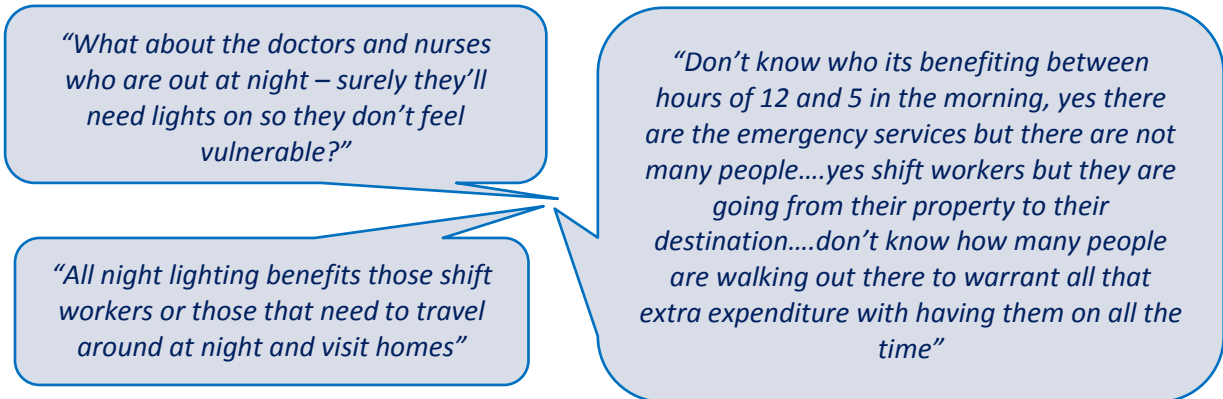 “What about the doctors and nurses
who are out at night – surely they’ll
need lights on so they don’t feel
vulnerable?”
“All night lighting benefits those shift
workers or those that need to travel
around at night and visit homes”
“Don’t know who its benefiting between
hours of 12 and 5 in the morning, yes there
are the emergency services but there are not
many people….yes shift workers but they are
going from their property to their
destination….don’t know how many people
are walking out there to warrant all that
extra expenditure with having them on all the
time”